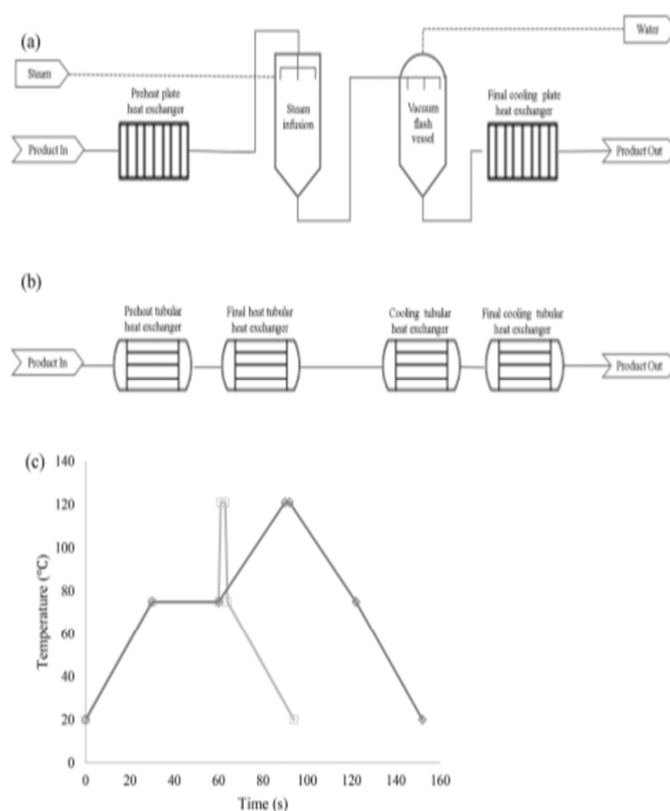 (a)
Water
Steam
Preheat plate
heat exchanger
Steam
infusion
Vacuum
flash
vessel
Final cooling plate
heat exchanger
Product In
Product Out
(b)
Preheat tubular
heat exchanger
Final heat tubular
heat exchanger
Cooling tubular
heat exchanger
Final cooling tubular
heat exchanger
Product In
Product Out
(c)
140
120
100
80
60
40
20
0
Temperature (°C)
0 20 40 60 80 100 120 140 160
Time (s)